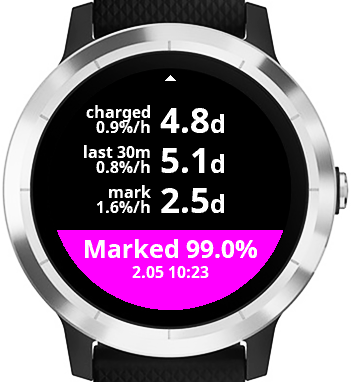 charged
0.9%/h 4.8d
last 30m
0.8%/h 5.1d
mark
1.6%/h 2.5d
Marked 99.0%
2.05 10:23